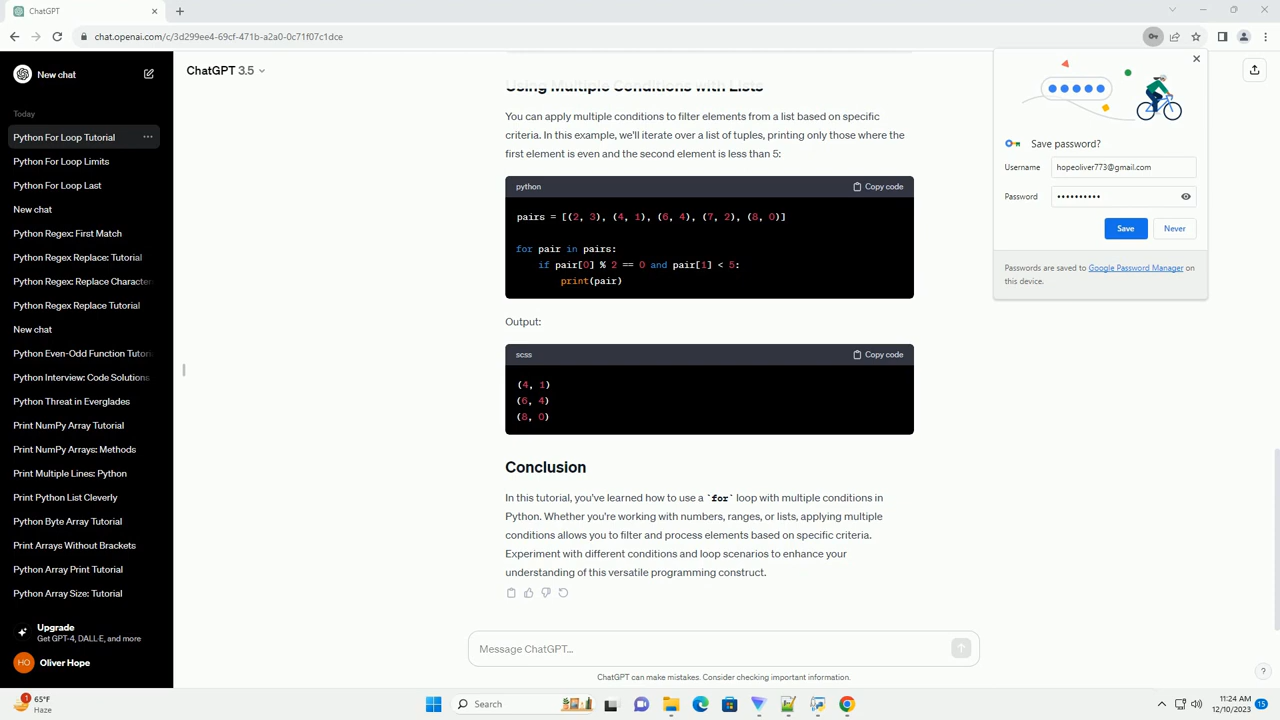 ChatGPT
chat.openai.com/c/3d299ee4-69cf-471b-a2a0-0c71f07c1dce
New chat
Today
Python For Loop Tutorial
Python For Loop Limits
Python For Loop Last
New chat
Python Regex: First Match
Python Regex Replace: Tutorial
Python Regex: Replace Character
Python Regex Replace Tutorial
New chat
Python Even-Odd Function Tutori
Python Interview: Code Solutions
Python Threat in Everglades
Print NumPy Array Tutorial
Print NumPy Arrays: Methods
Print Multiple Lines: Python
Print Python List Cleverly
Python Byte Array Tutorial
Print Arrays Without Brackets
Python Array Print Tutorial
Python Array Size: Tutorial
Upgrade
Get GPT-4, DALL·E, and more
HO Oliver Hope
ChatGPT 3.5
Using Multiple Conditions with Lists
You can apply multiple conditions to filter elements from a list based on specific
criteria. In this example, we'll iterate over a list of tuples, printing only those where the
first element is even and the second element is less than 5:
python Copy code
pairs = [(2, 3), (4, 1), (6, 4), (7, 2), (8, 0)]
for pair in pairs:
if pair[0] % 2 == 0 and pair[1] < 5:
print(pair)
Output:
scss Copy code
(4, 1)
(6, 4)
(8, 0)
Conclusion
In this tutorial, you've learned how to use a `for` loop with multiple conditions in
Python. Whether you're working with numbers, ranges, or lists, applying multiple
conditions allows you to filter and process elements based on specific criteria.
Experiment with different conditions and loop scenarios to enhance your
understanding of this versatile programming construct.
Message ChatGPT...
ChatGPT can make mistakes. Consider checking important information.
?
Save password?
Username hopeoliver773@gmail.com
Password ••••••••••
Save Never
Passwords are saved to Google Password Manager on
this device.
1
65°F
Haze
Search
11:24 AM
12/10/2023
15